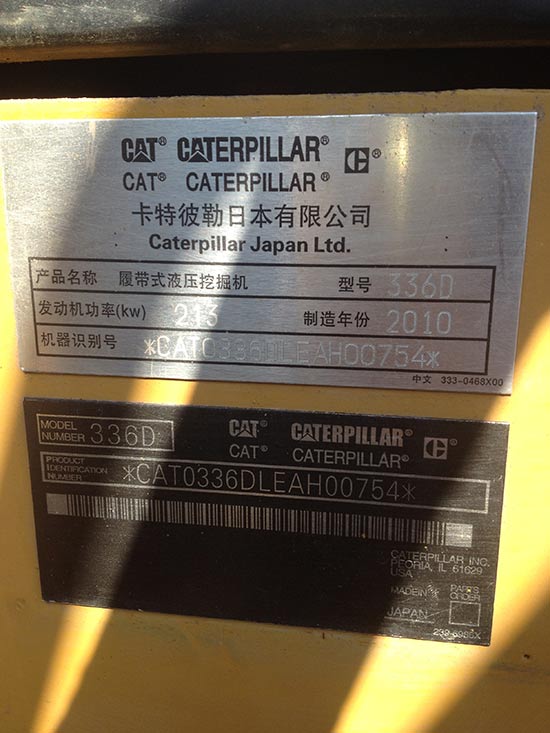 CAT® CATERPILLAR® C®
CAT® CATERPILLAR®
卡特彼勒日本有限公司
Caterpillar Japan Ltd.
产品名称 履带式液压挖掘机 型号 336D
发动机功率(kw) 213 制造年份 2010
机器识别号 *CAT0336DLEAH00754*
中文 333-0468X00
MODEL NUMBER 336D CAT® CATERPILLAR® C®
CAT® CATERPILLAR®
PRODUCT IDENTIFICATION NUMBER *CAT0336DLEAH00754*
CATERPILLAR INC.
PEORIA, IL 61629
USA
MADE IN PARTS ORDER
JAPAN